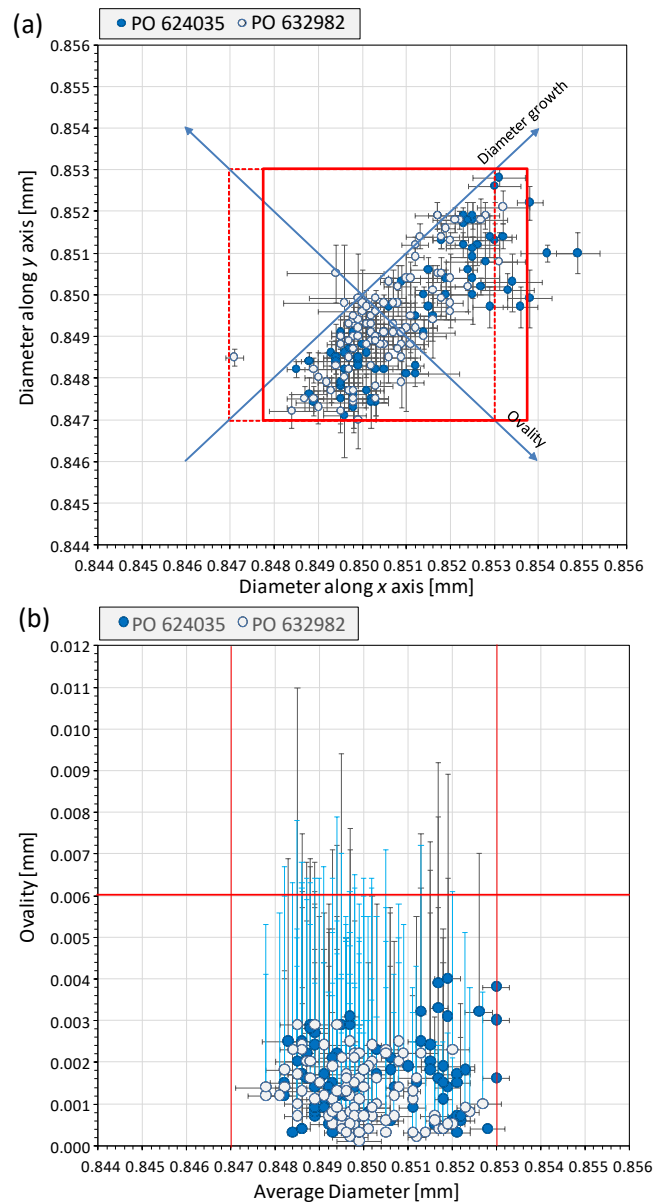 (a)
PO 624035 PO 632982
0.856
0.855
0.854
0.853
0.852
0.851
0.850
0.849
0.848
0.847
0.846
0.845
0.844
Diameter along y axis [mm]
Diameter growth
Ovality
0.844 0.845 0.846 0.847 0.848 0.849 0.850 0.851 0.852 0.853 0.854 0.855 0.856
Diameter along x axis [mm]
(b)
PO 624035 PO 632982
0.012
0.011
0.010
0.009
0.008
0.007
0.006
0.005
0.004
0.003
0.002
0.001
0.000
Ovality [mm]
0.844 0.845 0.846 0.847 0.848 0.849 0.850 0.851 0.852 0.853 0.854 0.855 0.856
Average Diameter [mm]